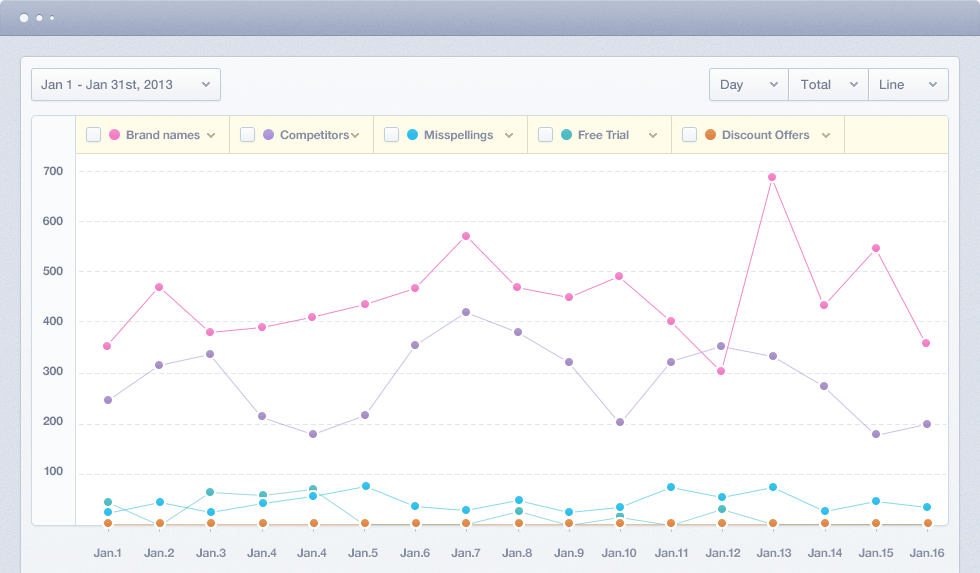 Jan 1 - Jan 31st, 2013 Day Total Line
Brand names Competitors Misspellings Free Trial Discount Offers
700
600
500
400
300
200
100
Jan.1 Jan.2 Jan.3 Jan.4 Jan.4 Jan.5 Jan.6 Jan.7 Jan.8 Jan.9 Jan.10 Jan.11 Jan.12 Jan.13 Jan.14 Jan.15 Jan.16